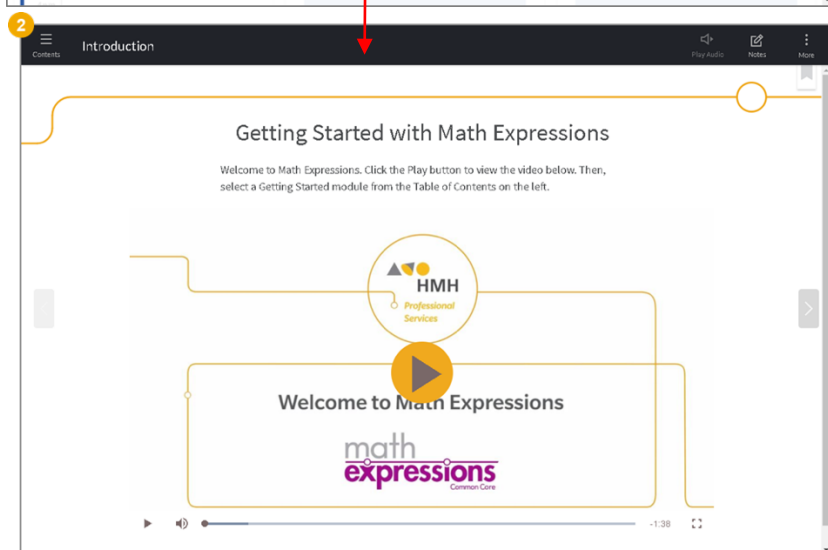 2
Contents
Introduction
Play Audio
Notes
More
Getting Started with Math Expressions
Welcome to Math Expressions. Click the Play button to view the video below. Then,
select a Getting Started module from the Table of Contents on the left.
HMH
Professional
Services
Welcome to Math Expressions
math
expressions
Common Core
-1:38